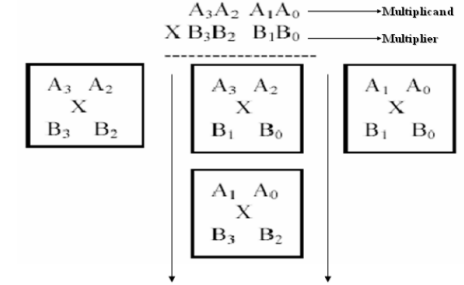 A₃A₂ A₁A₀ Multiplicand
X B₃B₂ B₁B₀ Multiplier
A₃ A₂
X
B₃ B₂
A₃ A₂
X
B₁ B₀
A₁ A₀
X
B₁ B₀
A₁ A₀
X
B₃ B₂